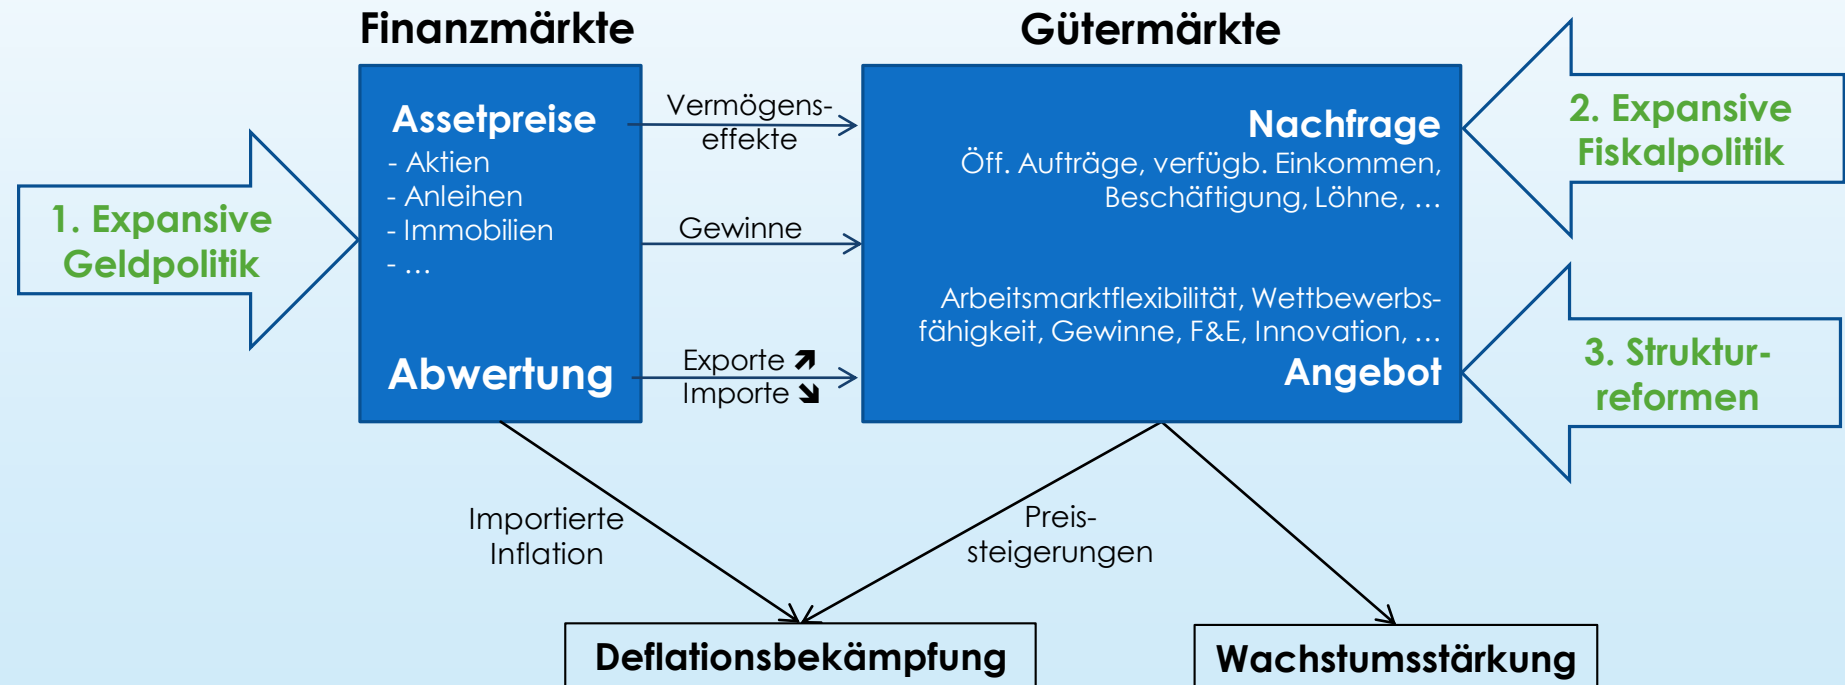 Finanzmärkte
Gütermärkte
1. Expansive
Geldpolitik
Assetpreise
- Aktien
- Anleihen
- Immobilien
- …
Abwertung
Vermögens-
effekte
Gewinne
Exporte ↗
Importe ↘
Nachfrage
Öff. Aufträge, verfügb. Einkommen,
Beschäftigung, Löhne, …
Arbeitsmarktflexibilität, Wettbewerbs-
fähigkeit, Gewinne, F&E, Innovation, …
Angebot
2. Expansive
Fiskalpolitik
3. Struktur-
reformen
Importierte
Inflation
Preis-
steigerungen
Deflationsbekämpfung
Wachstumsstärkung